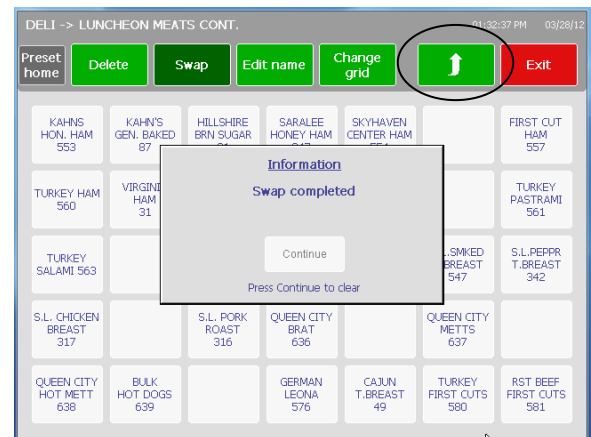 DELI -> LUNCHEON MEATS CONT.
01:32:37 PM 03/28/12
Preset
home
Delete
Swap
Edit name
Change
grid
Exit
KAHNS
HON. HAM
553
KAHN'S
GEN. BAKED
87
HILLSHIRE
BRN SUGAR
SARALEE
HONEY HAM
SKYHAVEN
CENTER HAM
FIRST CUT
HAM
557
Information
Swap completed
Continue
Press Continue to clear
TURKEY HAM
560
HAM
31
TURKEY
PASTRAMI
561
TURKEY
SALAMI 563
.SMKED
BREAST
547
S.L.PEPPR
T.BREAST
342
S.L. CHICKEN
BREAST
317
S.L. PORK
ROAST
316
QUEEN CITY
BRAT
636
QUEEN CITY
METTS
637
QUEEN CITY
HOT METT
638
BULK
HOT DOGS
639
GERMAN
LEONA
576
CAJUN
T.BREAST
49
TURKEY
FIRST CUTS
580
RST BEEF
FIRST CUTS
581